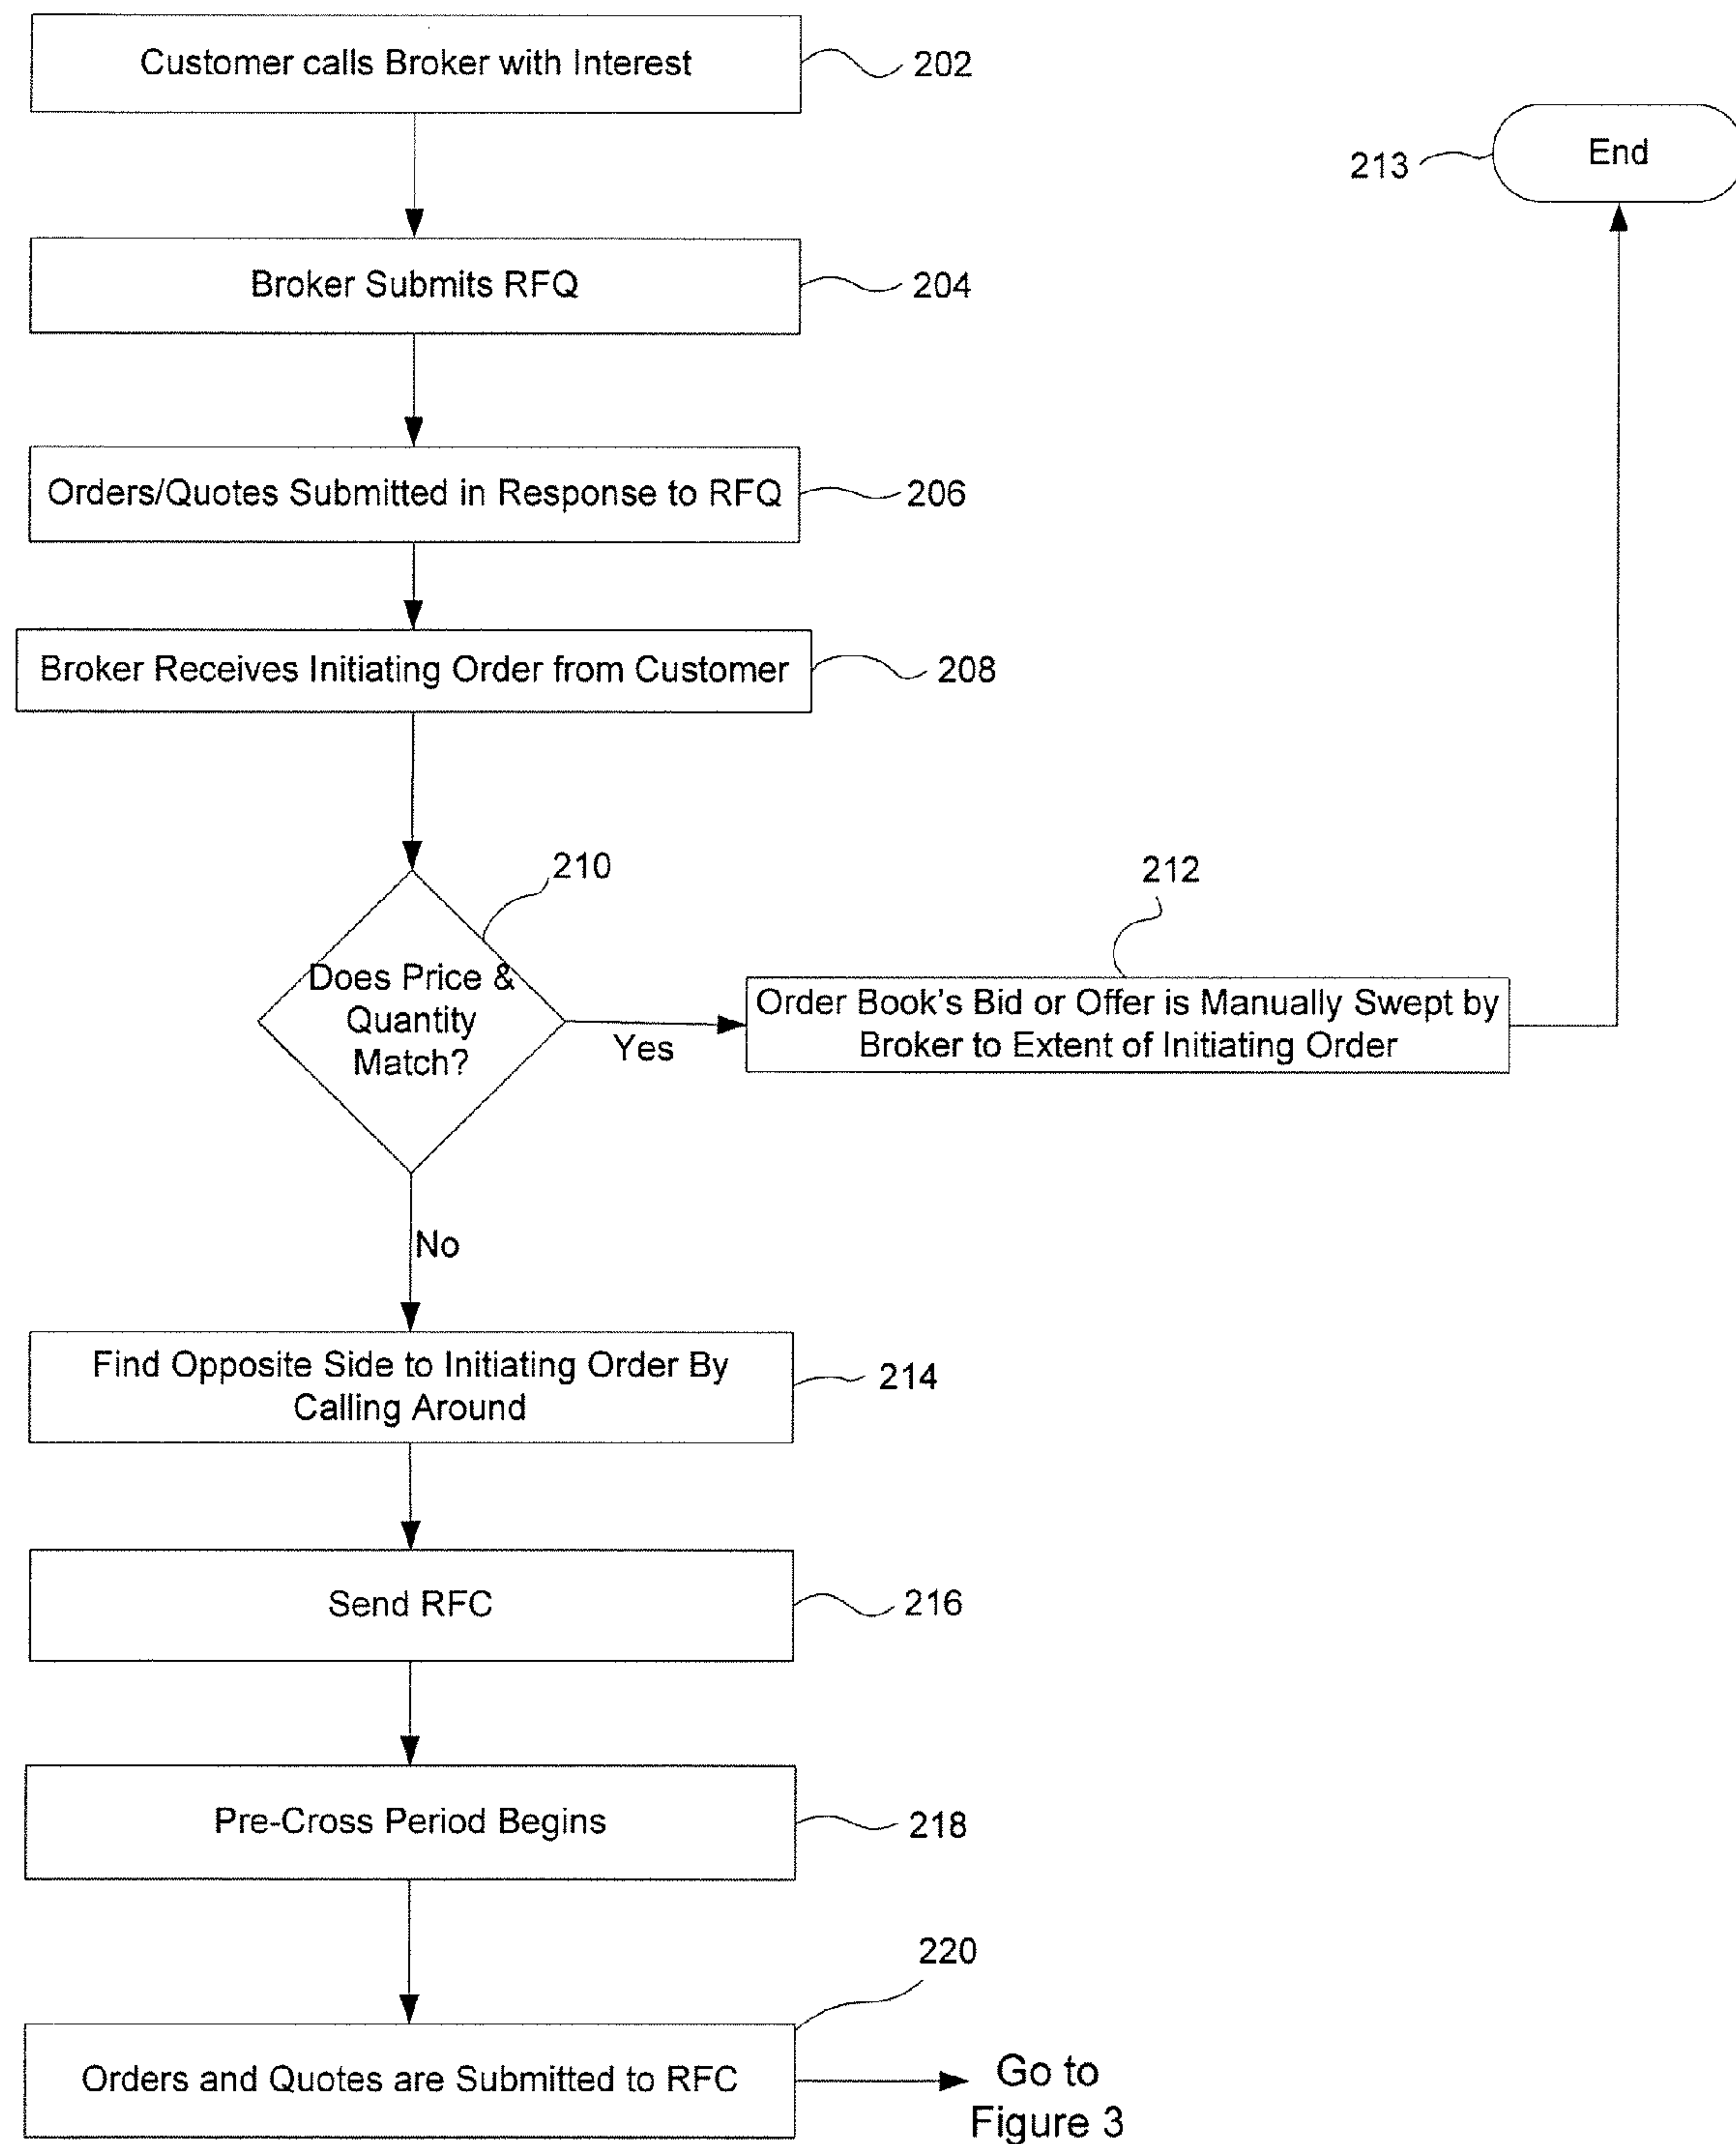 Customer calls Broker with Interest
202
End
213
Broker Submits RFQ
204
Orders/Quotes Submitted in Response to RFQ
206
Broker Receives Initiating Order from Customer
208
210
212
Does Price &
Quantity
Match?
Yes
Order Book's Bid or Offer is Manually Swept by
Broker to Extent of Initiating Order
No
Find Opposite Side to Initiating Order By
Calling Around
214
Send RFC
216
Pre-Cross Period Begins
218
220
Orders and Quotes are Submitted to RFC
Go to
Figure 3